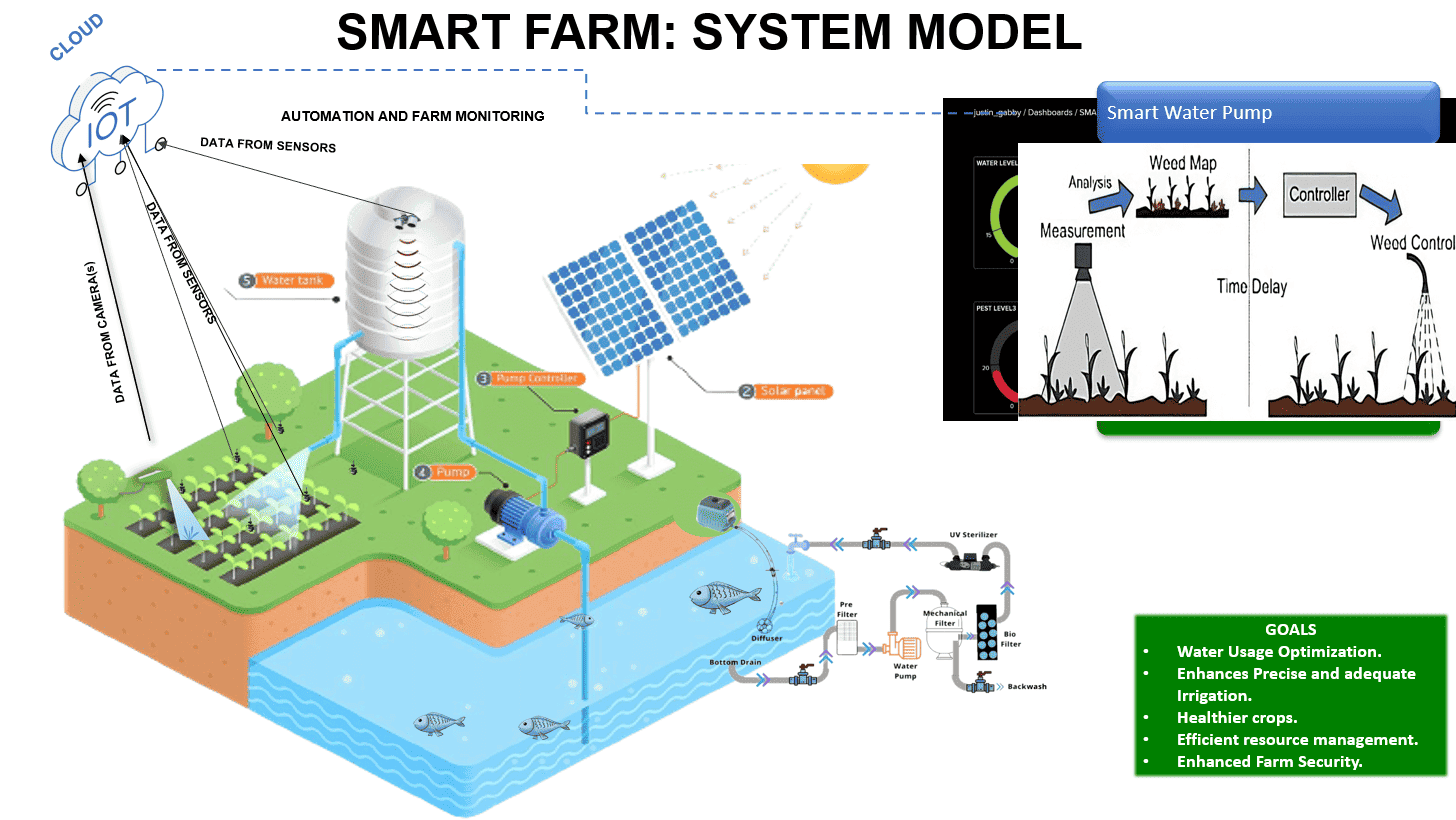 SMART FARM: SYSTEM MODEL
CLOUD
IOT
AUTOMATION AND FARM MONITORING
DATA FROM SENSORS
DATA FROM SENSORS
DATA FROM CAMERA(s)
justin_gabby / Dashboards / SMA
Smart Water Pump
WATER LEVEL
15
0
PEST LEVEL3
20
0
Analysis
Weed Map
Controller
Measurement
Weed Control
Time Delay
5 Water tank
3 Pump Controller
2 Solar panel
4 Pump
UV Sterilizer
Pre
Filter
Mechanical
Filter
Bio
Filter
Diffuser
Bottom Drain
Water
Pump
Backwash
GOALS
• Water Usage Optimization.
• Enhances Precise and adequate
Irrigation.
• Healthier crops.
• Efficient resource management.
• Enhanced Farm Security.